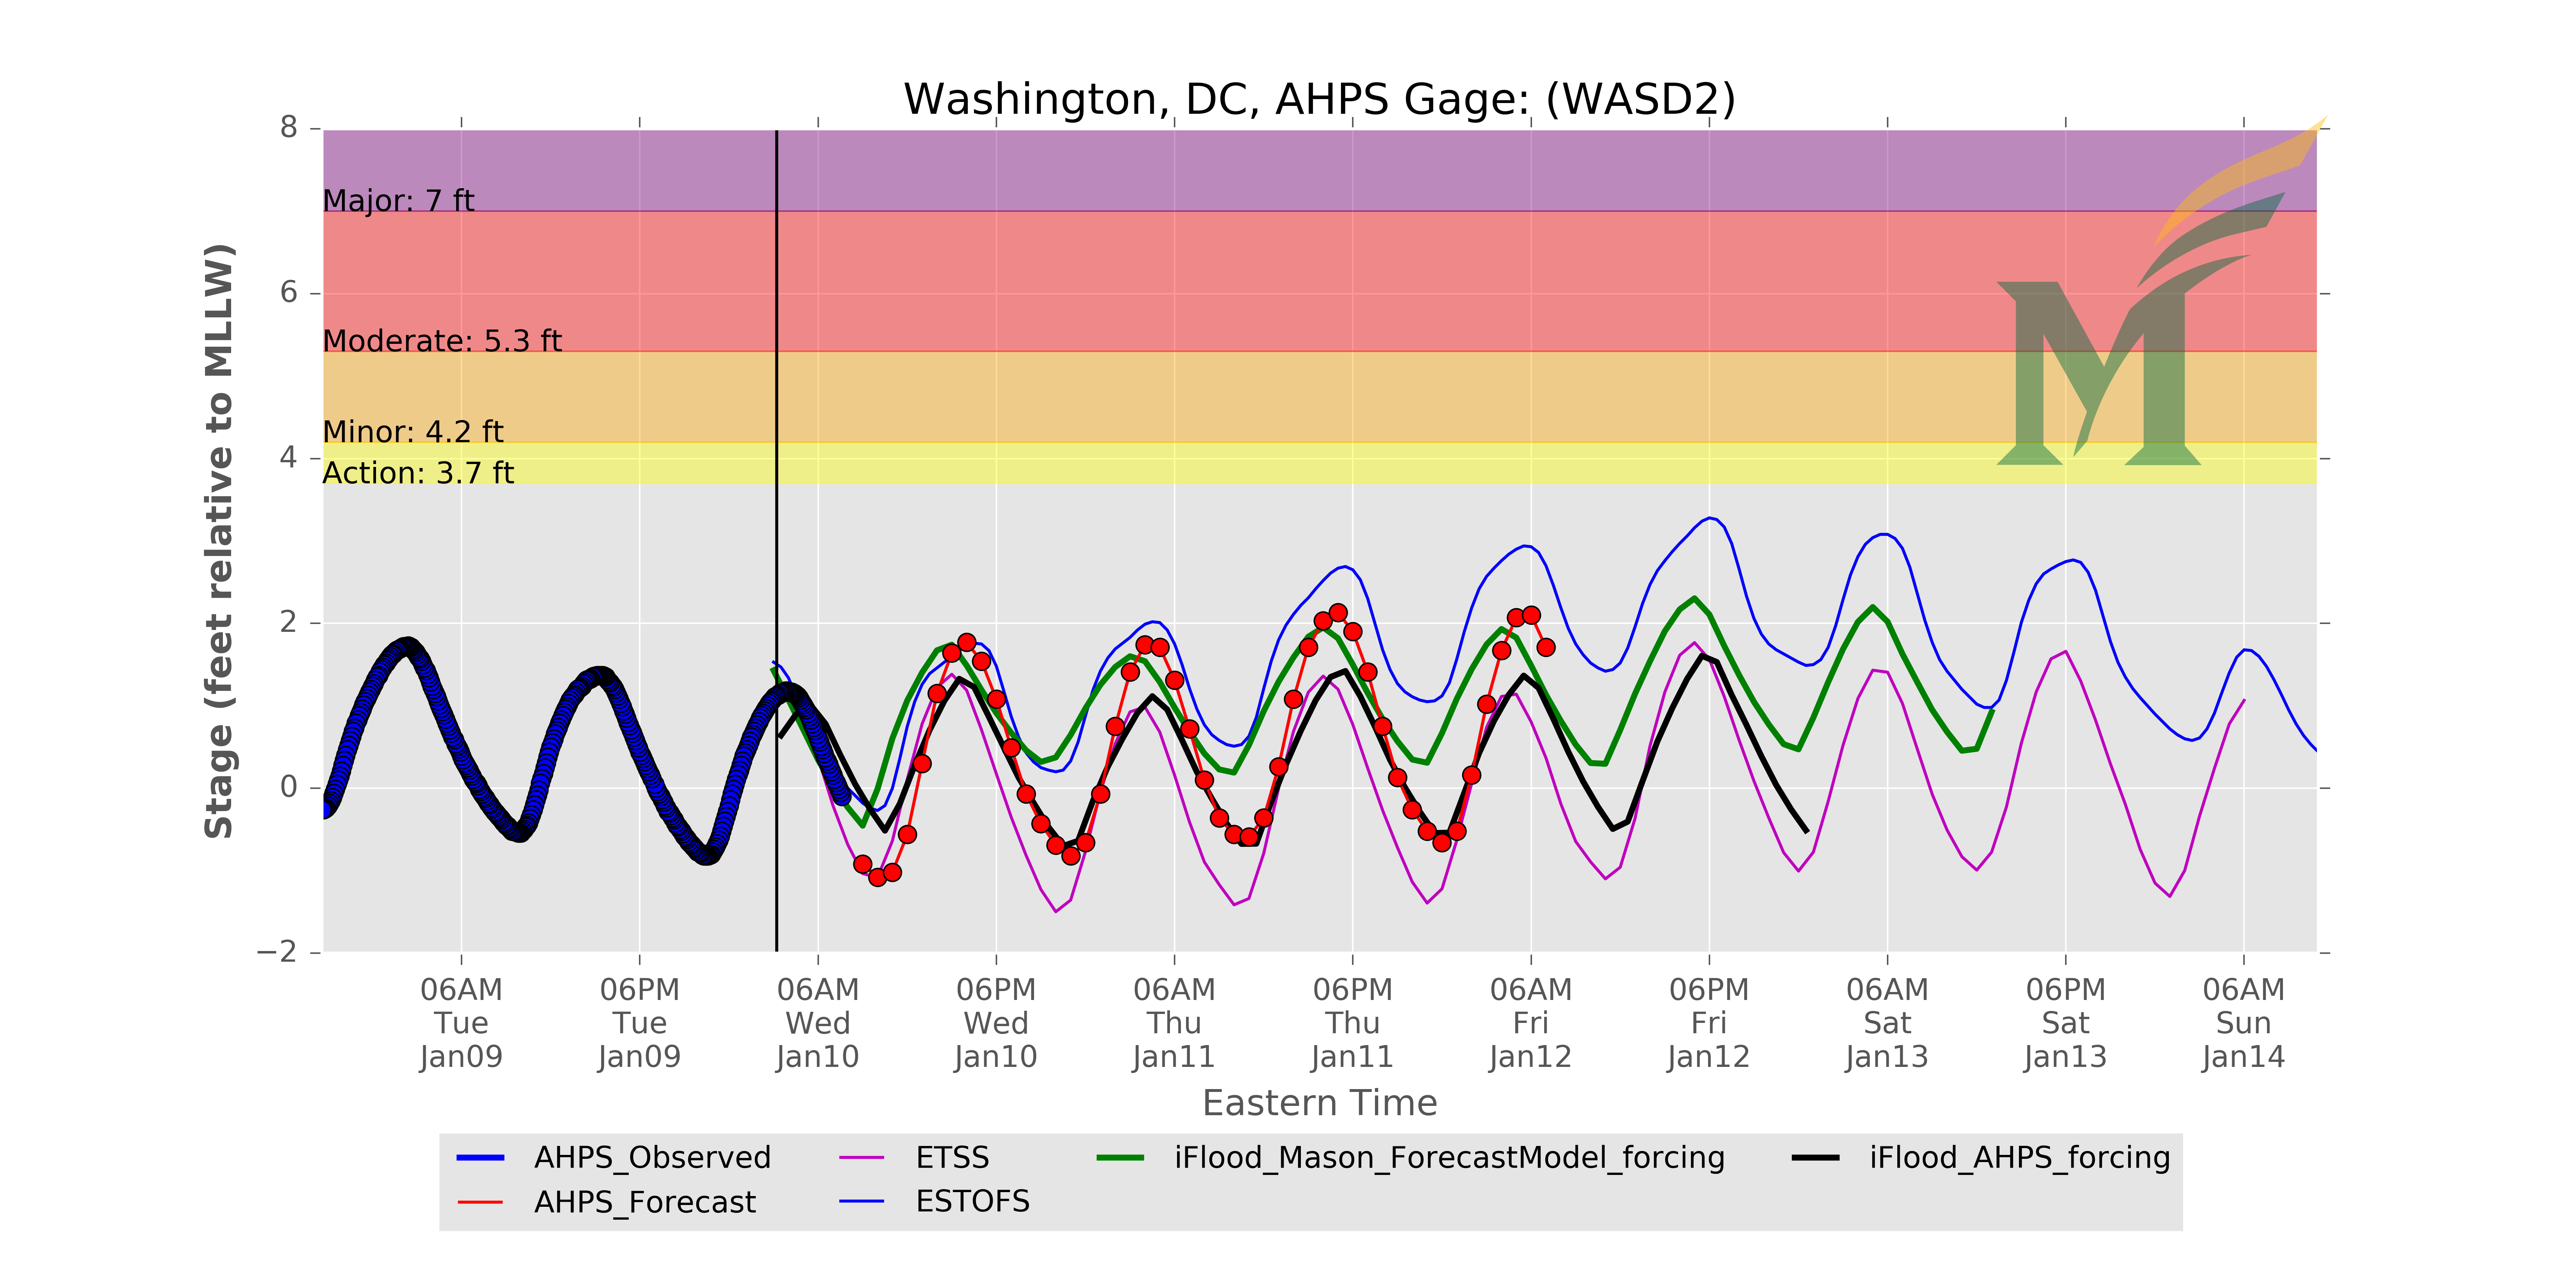 Washington, DC, AHPS Gage: (WASD2)
8
Major: 7 ft
6
Moderate: 5.3 ft
Minor: 4.2 ft
4
Action: 3.7 ft
2
0
−2
Stage (feet relative to MLLW)
06AM 06PM 06AM 06PM 06AM 06PM 06AM 06PM 06AM 06PM 06AM
Tue Tue Wed Wed Thu Thu Fri Fri Sat Sat Sun
Jan09 Jan09 Jan10 Jan10 Jan11 Jan11 Jan12 Jan12 Jan13 Jan13 Jan14
Eastern Time
AHPS_Observed ETSS iFlood_Mason_ForecastModel_forcing iFlood_AHPS_forcing
AHPS_Forecast ESTOFS
M